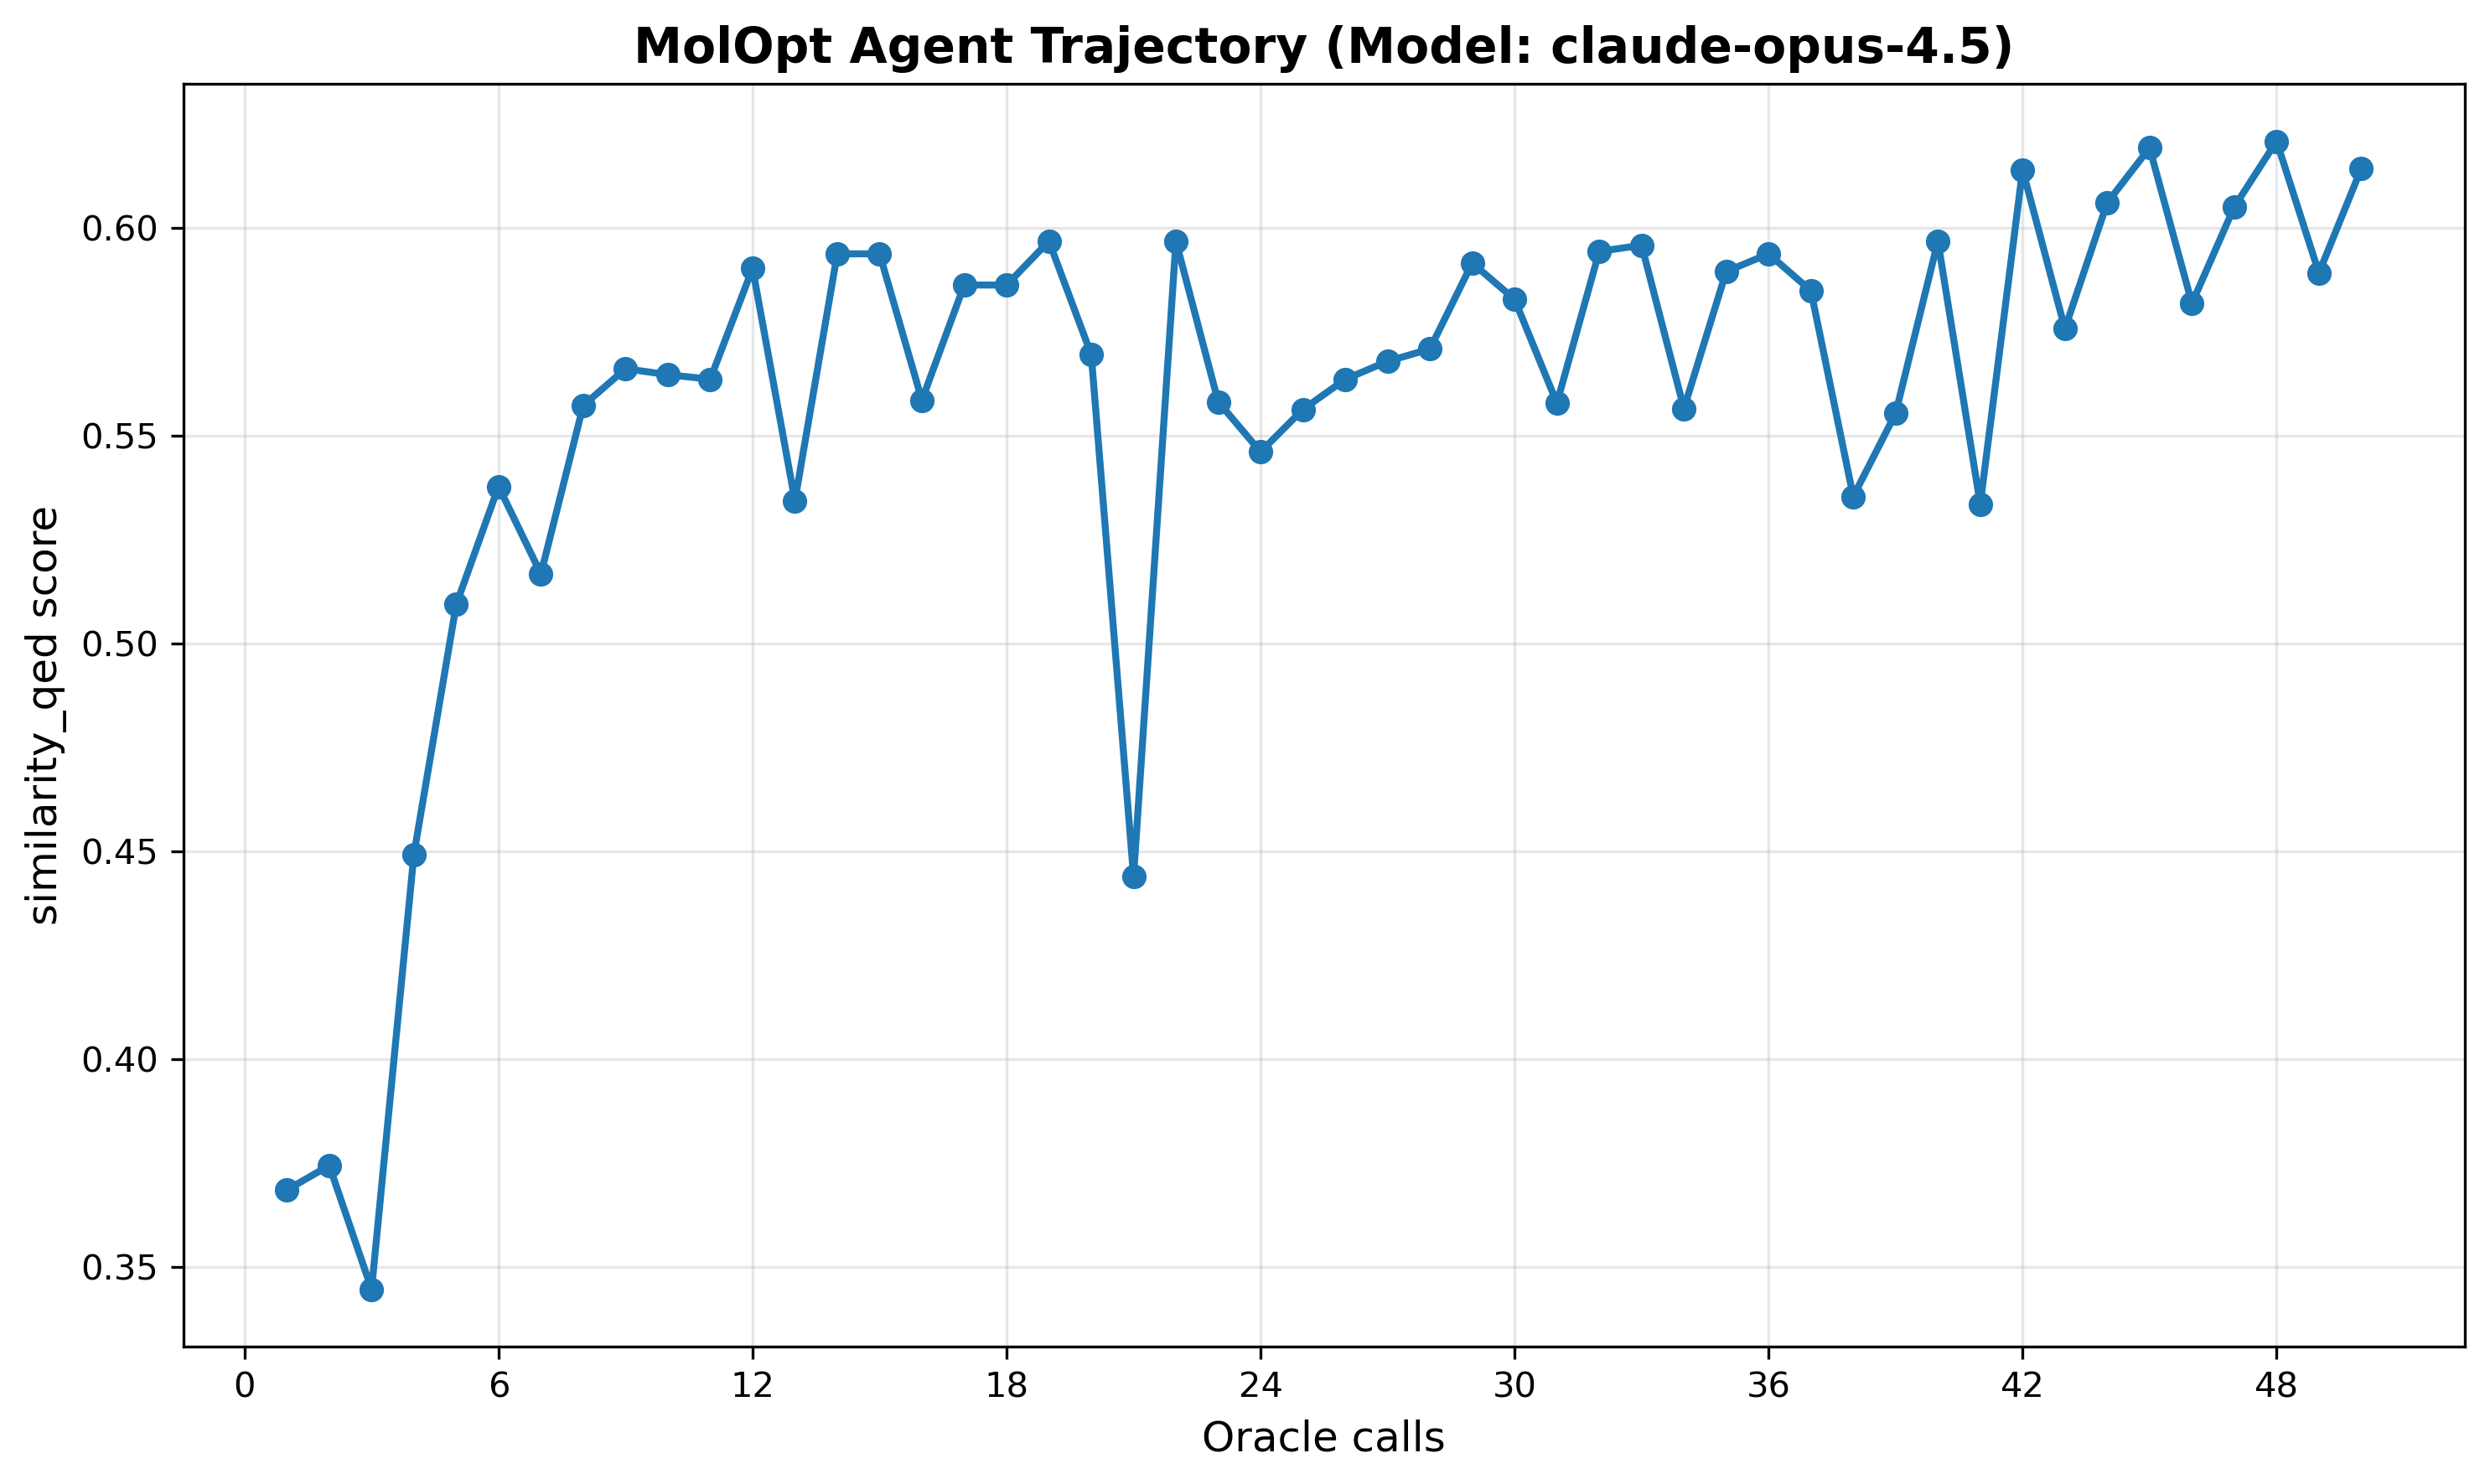 MolOpt Agent Trajectory (Model: claude-opus-4.5)
similarity_qed score
0.60
0.55
0.50
0.45
0.40
0.35
0 6 12 18 24 30 36 42 48
Oracle calls